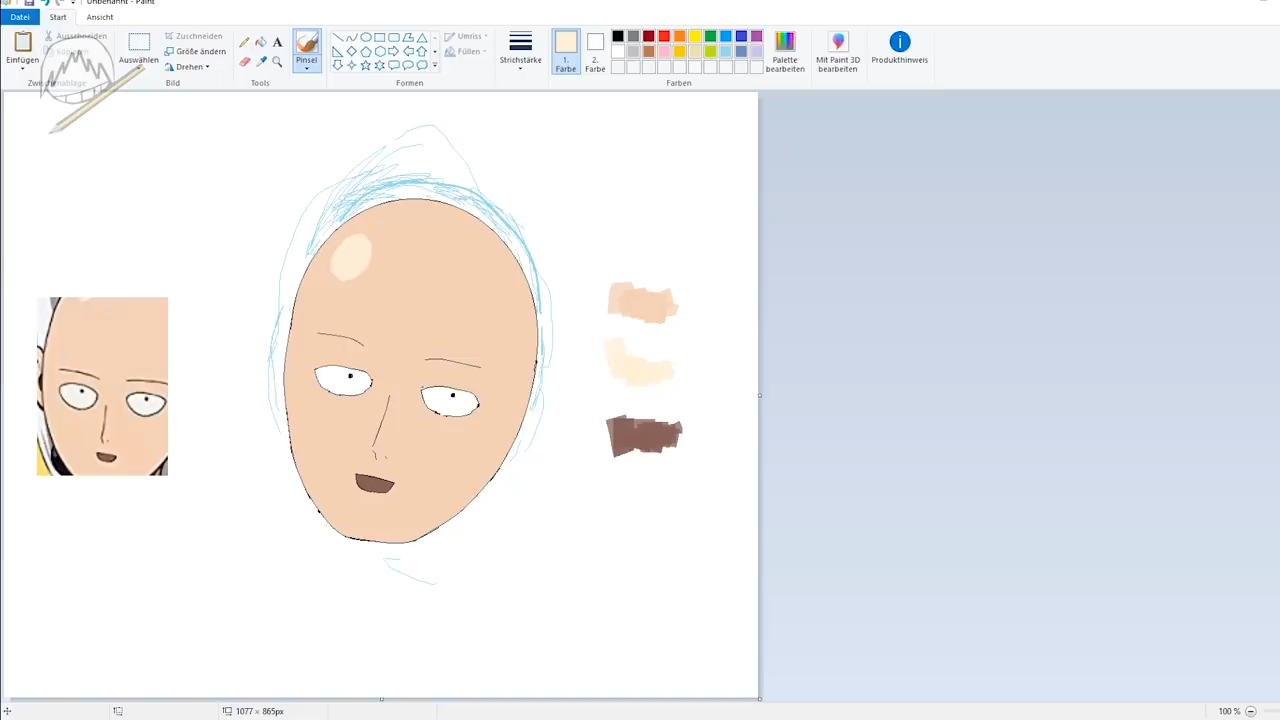 Unbenannt - Paint
Datei Start Ansicht
Einfügen
Ausschneiden
Auswählen
Zuschneiden
Größe ändern
Drehen
A
Pinsel
Umriss
Füllen
Strichstärke
1.
Farbe
2.
Farbe
Palette
bearbeiten
Mit Paint 3D
bearbeiten
i
Produkthinweis
Zwischenablage Bild Tools Formen Farben
1077 × 865px 100 %